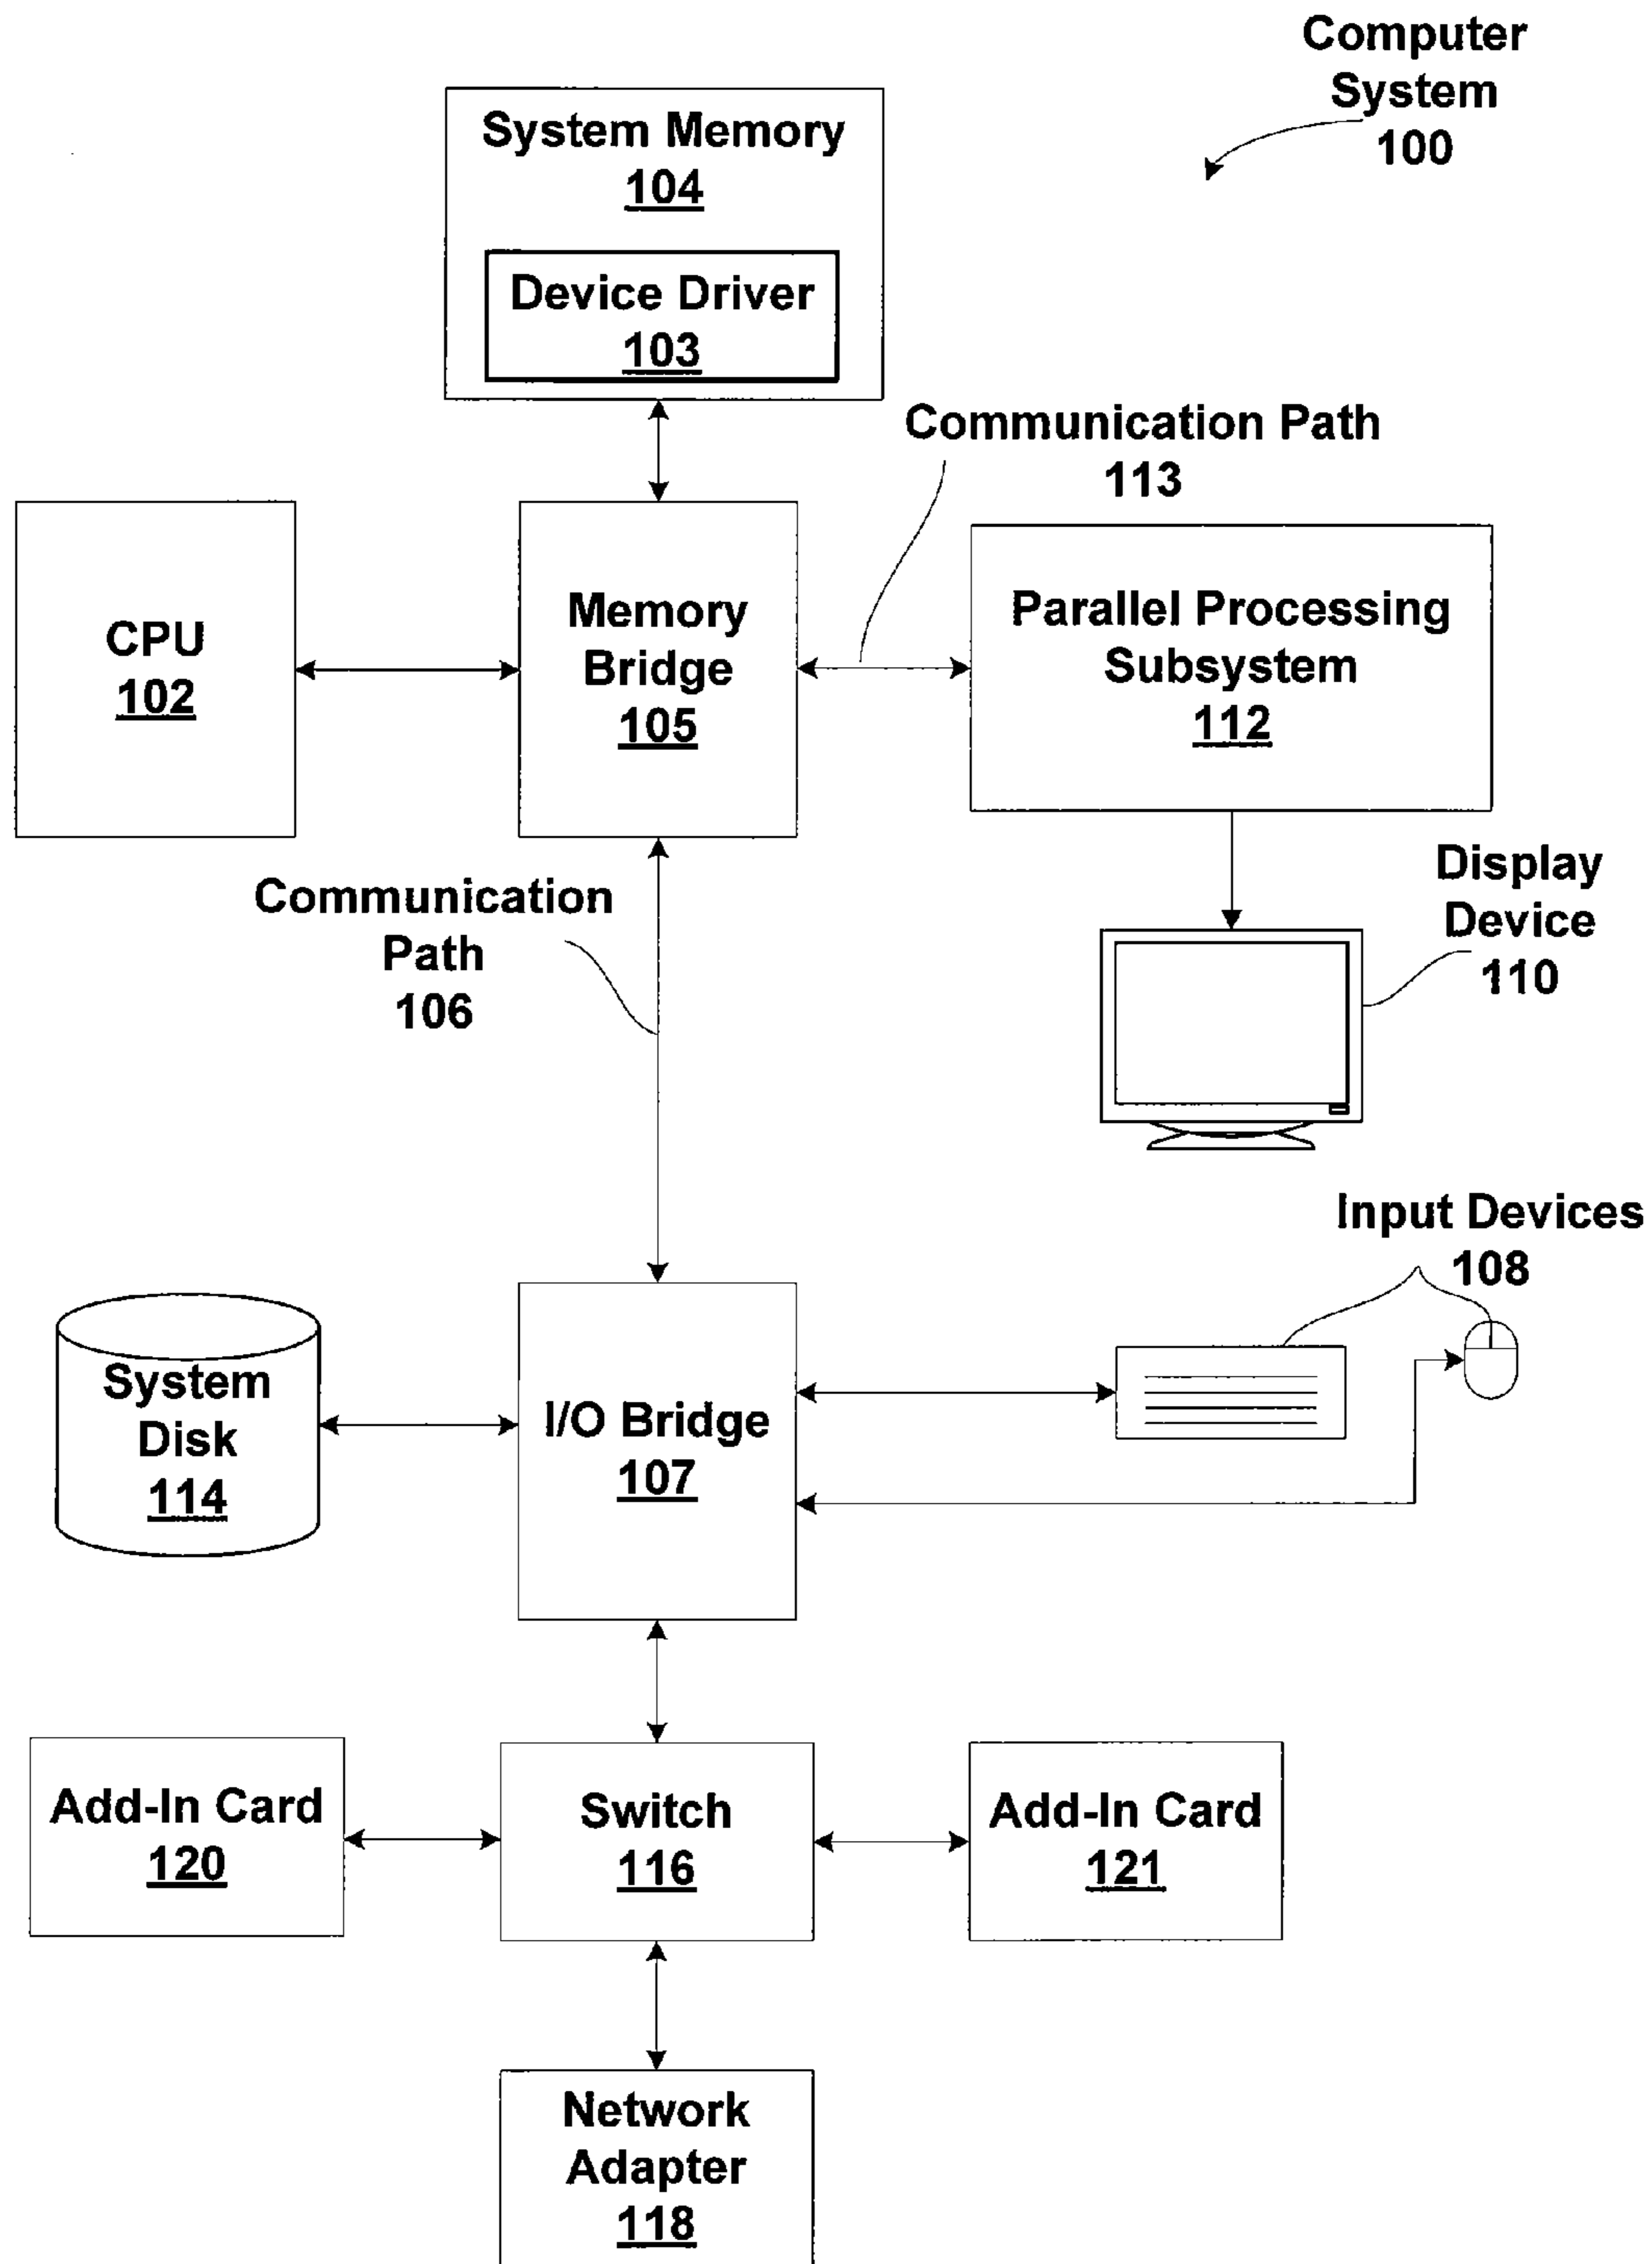 Computer
System
100
System Memory
104
Device Driver
103
Communication Path
113
CPU
102
Memory
Bridge
105
Parallel Processing
Subsystem
112
Communication
Path
106
Display
Device
110
Input Devices
108
System
Disk
114
I/O Bridge
107
Add-In Card
120
Switch
116
Add-In Card
121
Network
Adapter
118